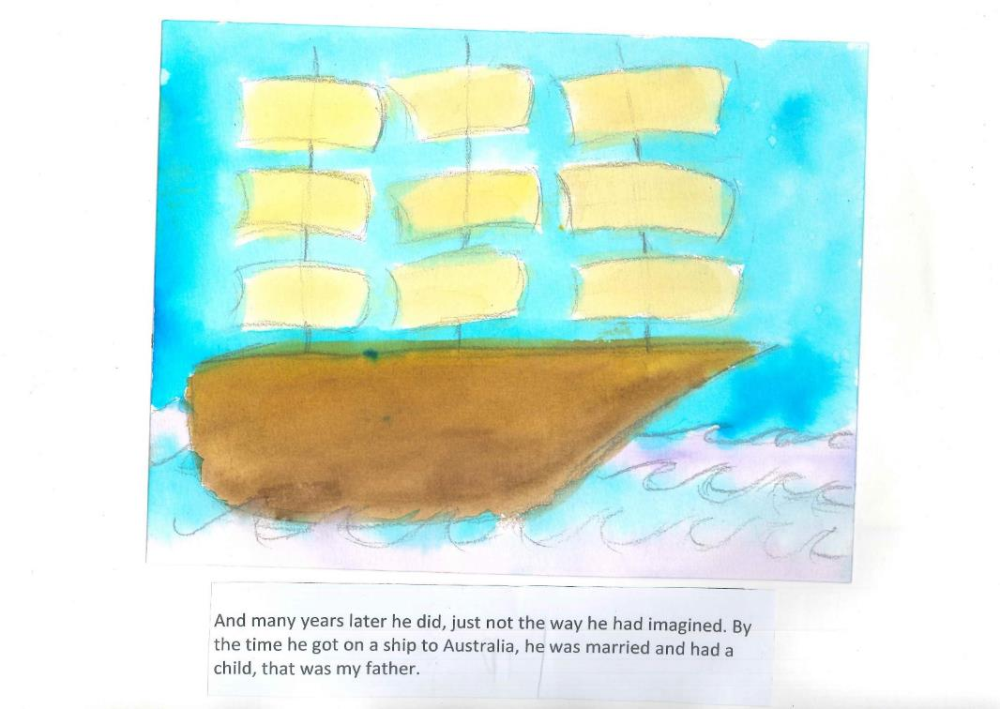 And many years later he did, just not the way he had imagined. By
the time he got on a ship to Australia, he was married and had a
child, that was my father.